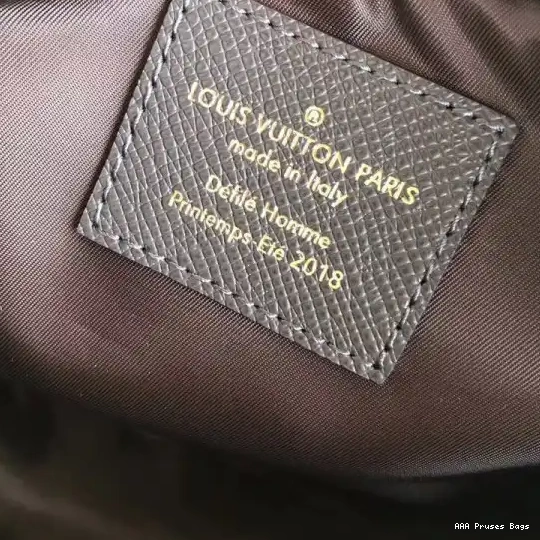 ®
LOUIS VUITTON PARIS
made in Italy
Défilé Homme
Printemps-Eté 2018
AAA Pruses Bags